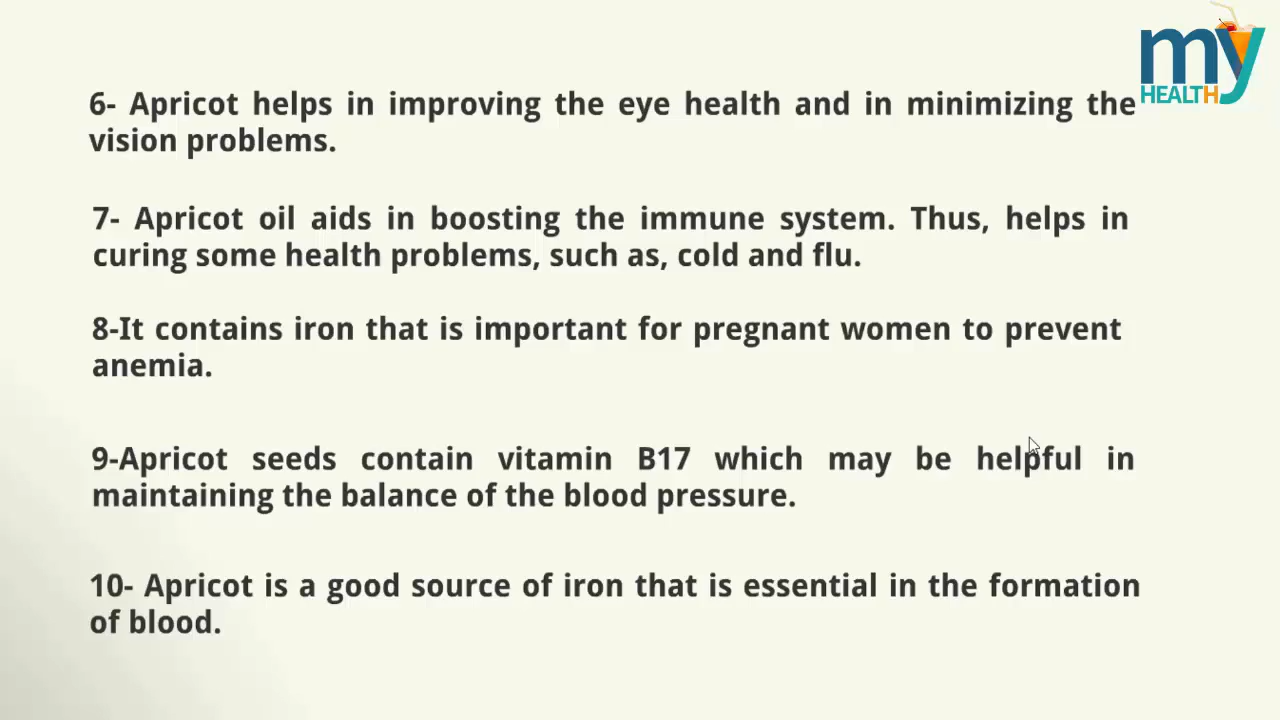 my
HEALTH
6- Apricot helps in improving the eye health and in minimizing the
vision problems.
7- Apricot oil aids in boosting the immune system. Thus, helps in
curing some health problems, such as, cold and flu.
8-It contains iron that is important for pregnant women to prevent
anemia.
9-Apricot seeds contain vitamin B17 which may be helpful in
maintaining the balance of the blood pressure.
10- Apricot is a good source of iron that is essential in the formation
of blood.